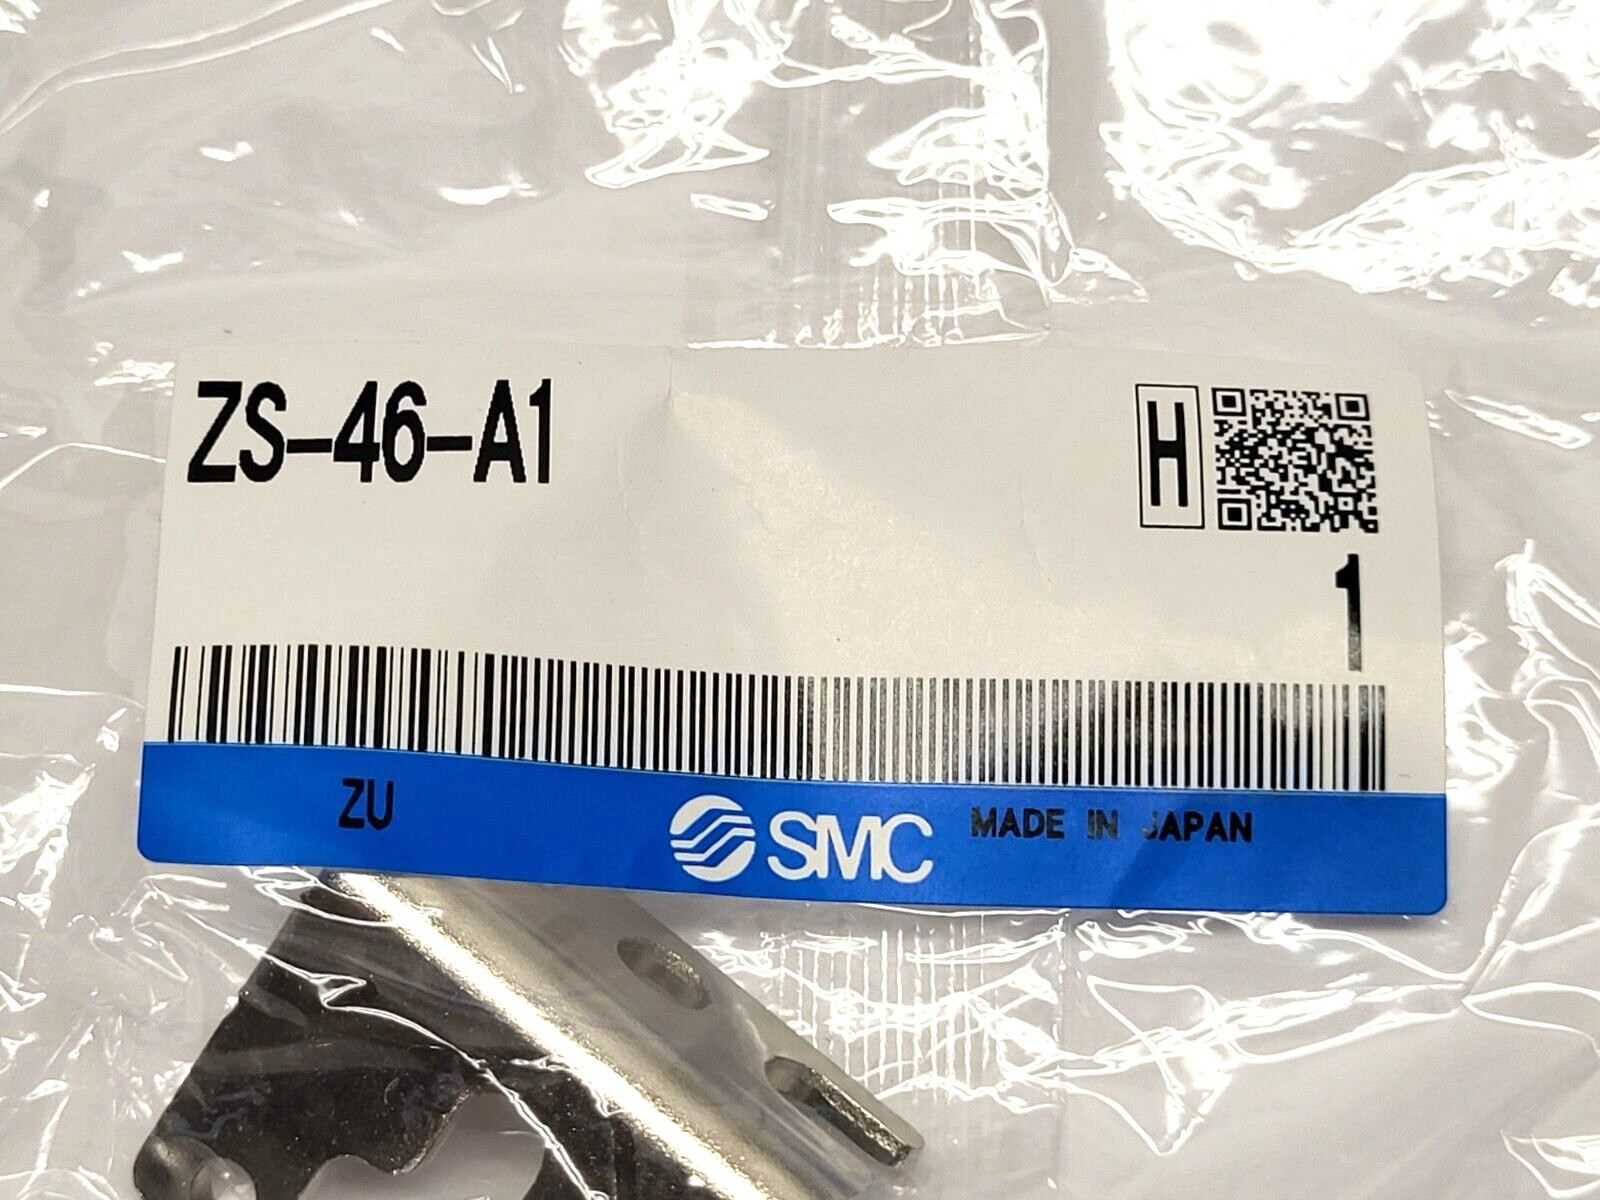 ZS-46-A1
H
1
ZU
SMC
MADE IN JAPAN